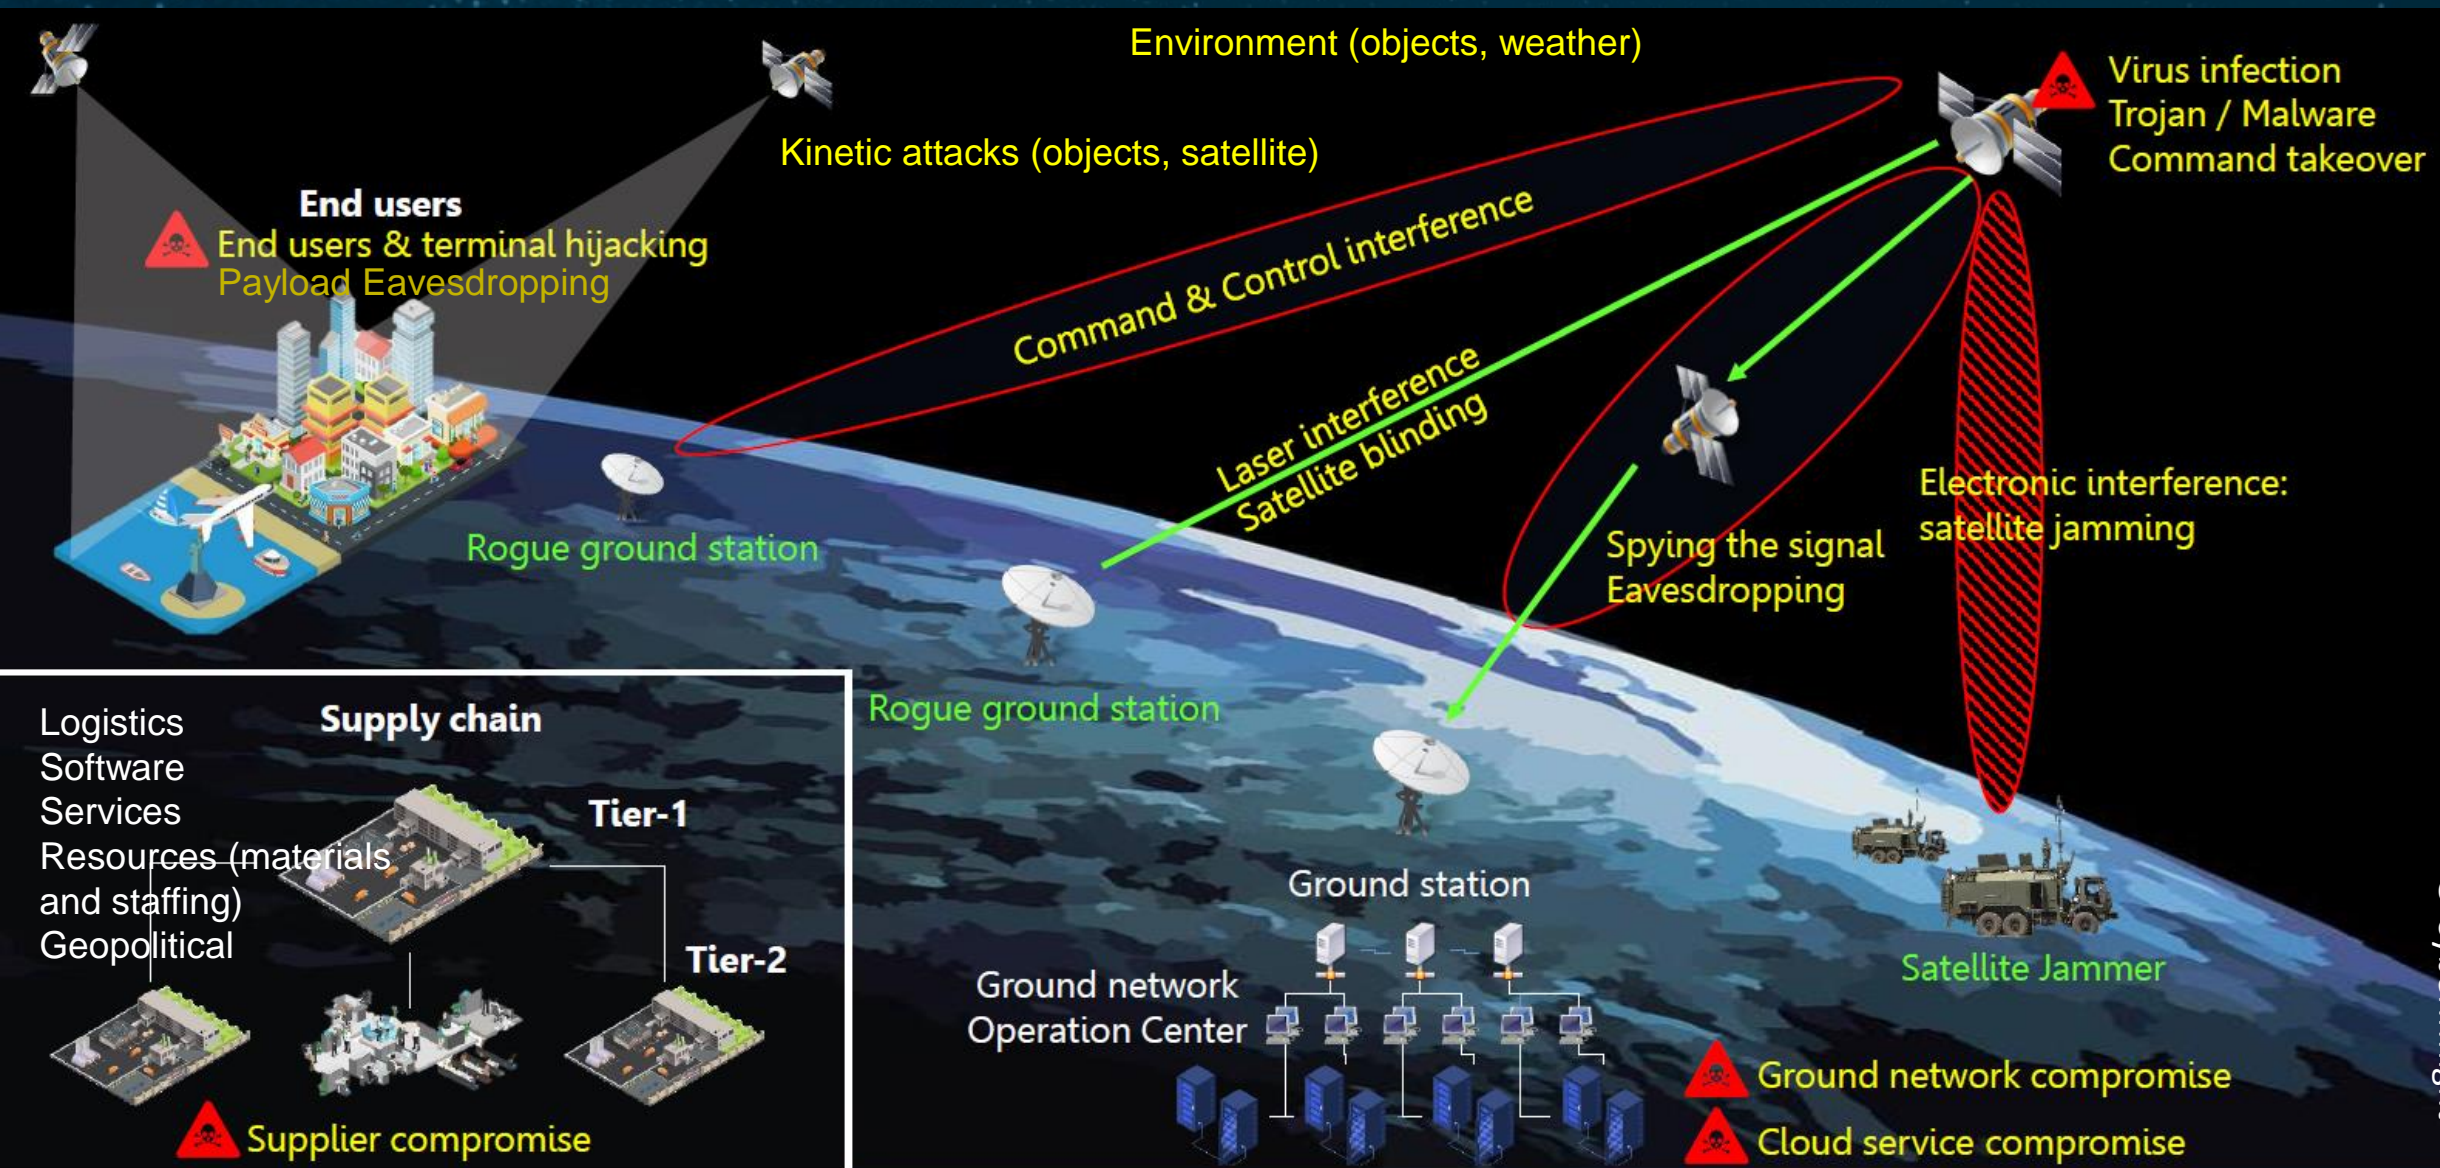 Environment (objects, weather)
Virus infection
Trojan / Malware
Command takeover
Kinetic attacks (objects, satellite)
End users
End users & terminal hijacking
Payload Eavesdropping
Command & Control interference
Laser interference
Satellite blinding
Electronic interference:
satellite jamming
Spying the signal
Eavesdropping
Rogue ground station
Rogue ground station
Logistics
Software
Services
Resources (materials
and staffing)
Geopolitical
Supply chain
Tier-1
Tier-2
Supplier compromise
Ground station
Ground network
Operation Center
Satellite Jammer
Ground network compromise
Cloud service compromise